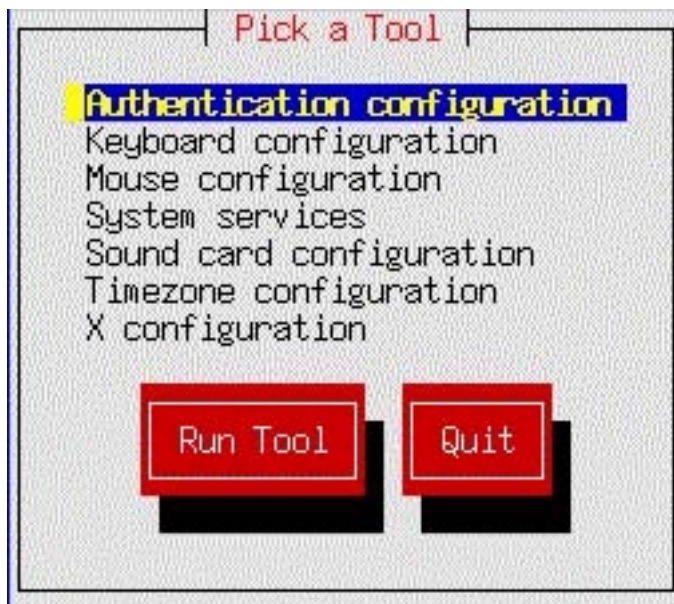 Pick a Tool
Authentication configuration
Keyboard configuration
Mouse configuration
System services
Sound card configuration
Timezone configuration
X configuration
Run Tool
Quit